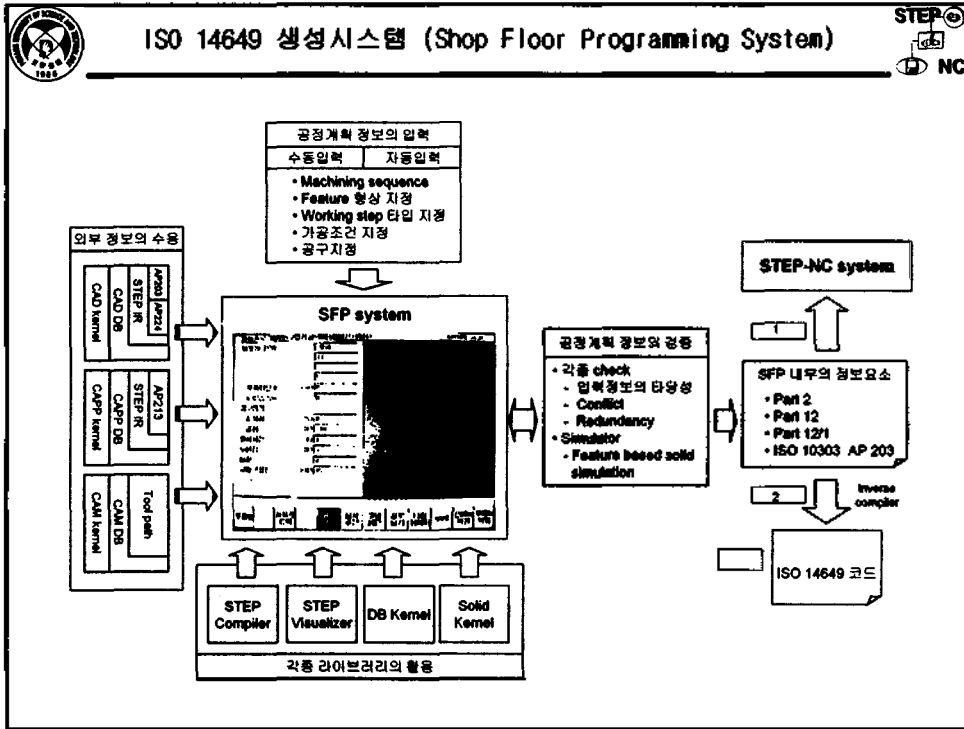 ISO 14649 생성시스템 (Shop Floor Programming System)
STEP
NC
1986
공정계획 정보의 입력
수동입력
자동입력
• Machining sequence
• Feature 형상 지정
• Working step 타입 지정
• 가공조건 지정
• 공구지정
외부 정보의 수용
AP203
AP224
STEP IR
CAD DB
CAD kernel
AP213
STEP IR
CAPP DB
CAPP kernel
Tool path
CAM DB
CAM kernel
SFP system
공정계획 정보의 검증
• 각종 check
- 입력정보의 타당성
- Conflict
- Redundancy
• Simulator
- Feature based solid
simulation
STEP-NC system
1
SFP 내부의 정보요소
• Part 2
• Part 12
• Part 12/1
• ISO 10303 AP 203
2
Inverse
compiler
ISO 14649 코드
STEP
Compiler
STEP
Visualizer
DB Kernel
Solid
Kernel
각종 라이브러리의 활용